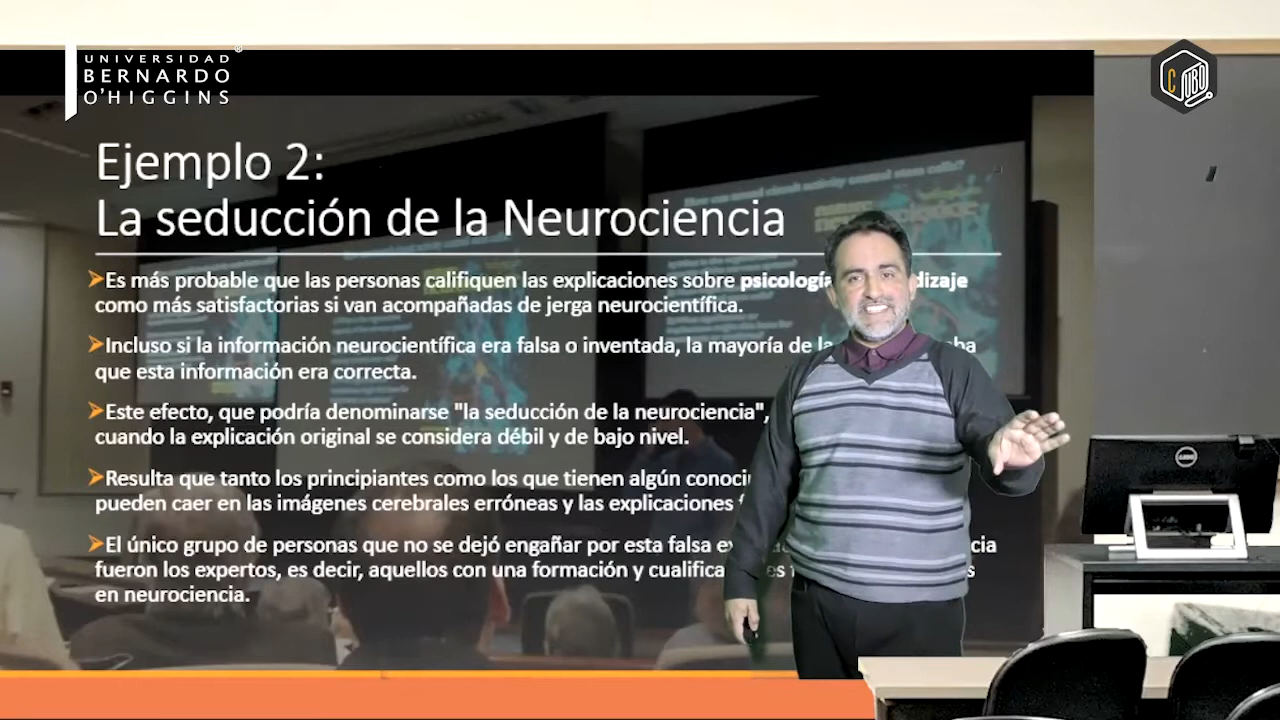 UNIVERSIDAD
BERNARDO
O'HIGGINS
CUBO
Ejemplo 2:
La seducción de la Neurociencia
➢Es más probable que las personas califiquen las explicaciones sobre psicología dizaje
como más satisfactorias si van acompañadas de jerga neurocientífica.
➢Incluso si la información neurocientífica era falsa o inventada, la mayoría de la
que esta información era correcta.
➢Este efecto, que podría denominarse "la seducción de la neurociencia",
cuando la explicación original se considera débil y de bajo nivel.
➢Resulta que tanto los principiantes como los que tienen algún
pueden caer en las imágenes cerebrales erróneas y las explicaciones
➢El único grupo de personas que no se dejó engañar por esta falsa
fueron los expertos, es decir, aquellos con una formación y
en neurociencia.
DELL